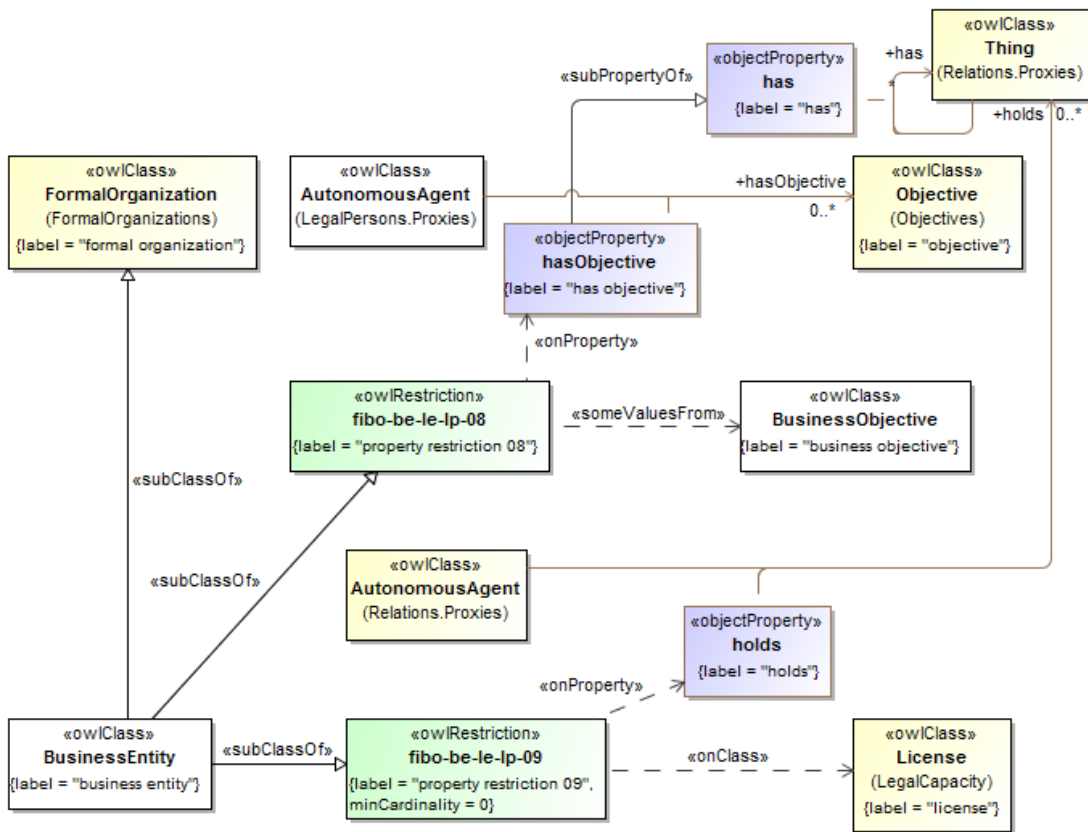 «owlClass»
Thing
(Relations.Proxies)
+has
*
+holds
0..*
«objectProperty»
has
{label = "has"}
«subPropertyOf»
«owlClass»
FormalOrganization
(FormalOrganizations)
{label = "formal organization"}
«owlClass»
AutonomousAgent
(LegalPersons.Proxies)
+hasObjective
0..*
«owlClass»
Objective
(Objectives)
{label = "objective"}
«objectProperty»
hasObjective
{label = "has objective"}
«onProperty»
«owlRestriction»
fibo-be-le-lp-08
{label = "property restriction 08"}
«someValuesFrom»
«owlClass»
BusinessObjective
{label = "business objective"}
«subClassOf»
«subClassOf»
«owlClass»
AutonomousAgent
(Relations.Proxies)
«objectProperty»
holds
{label = "holds"}
«onProperty»
«owlClass»
BusinessEntity
{label = "business entity"}
«subClassOf»
«owlRestriction»
fibo-be-le-lp-09
{label = "property restriction 09",
minCardinality = 0}
«onClass»
«owlClass»
License
(LegalCapacity)
{label = "license"}